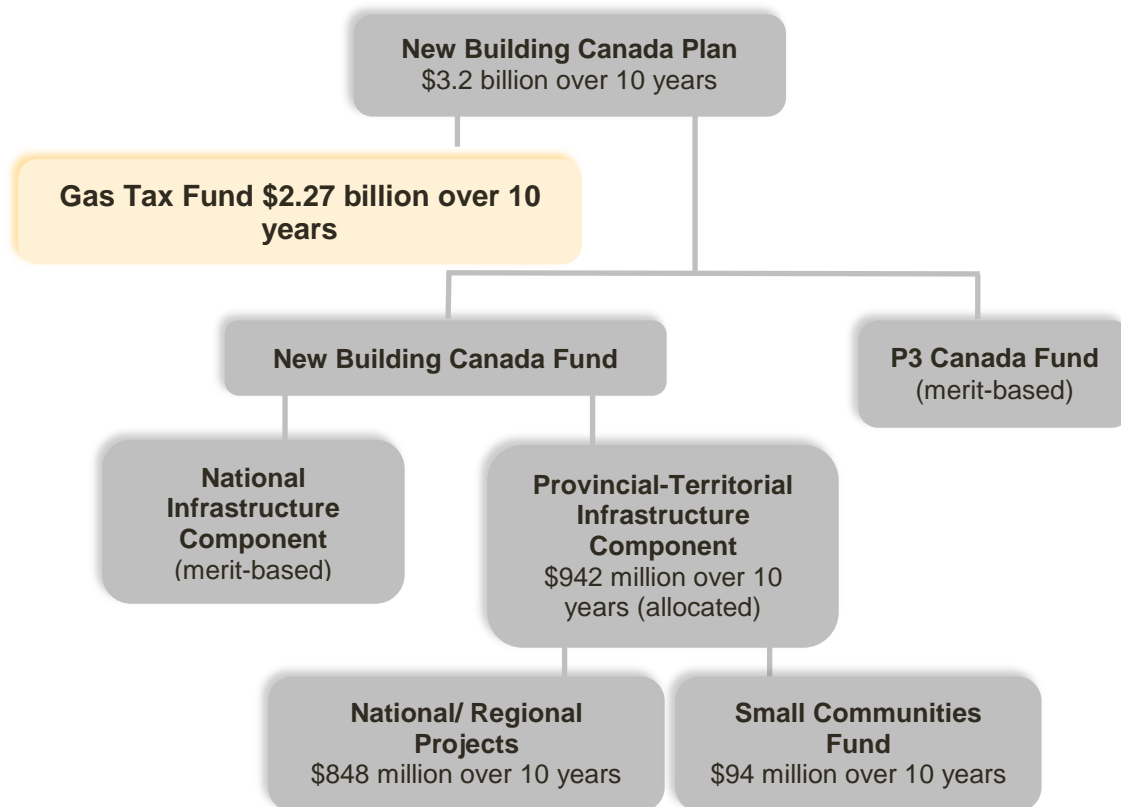 New Building Canada Plan
$3.2 billion over 10 years
Gas Tax Fund $2.27 billion over 10
years
New Building Canada Fund
P3 Canada Fund
(merit-based)
National
Infrastructure
Component
(merit-based)
Provincial-Territorial
Infrastructure
Component
$942 million over 10
years (allocated)
National/ Regional
Projects
$848 million over 10 years
Small Communities
Fund
$94 million over 10 years